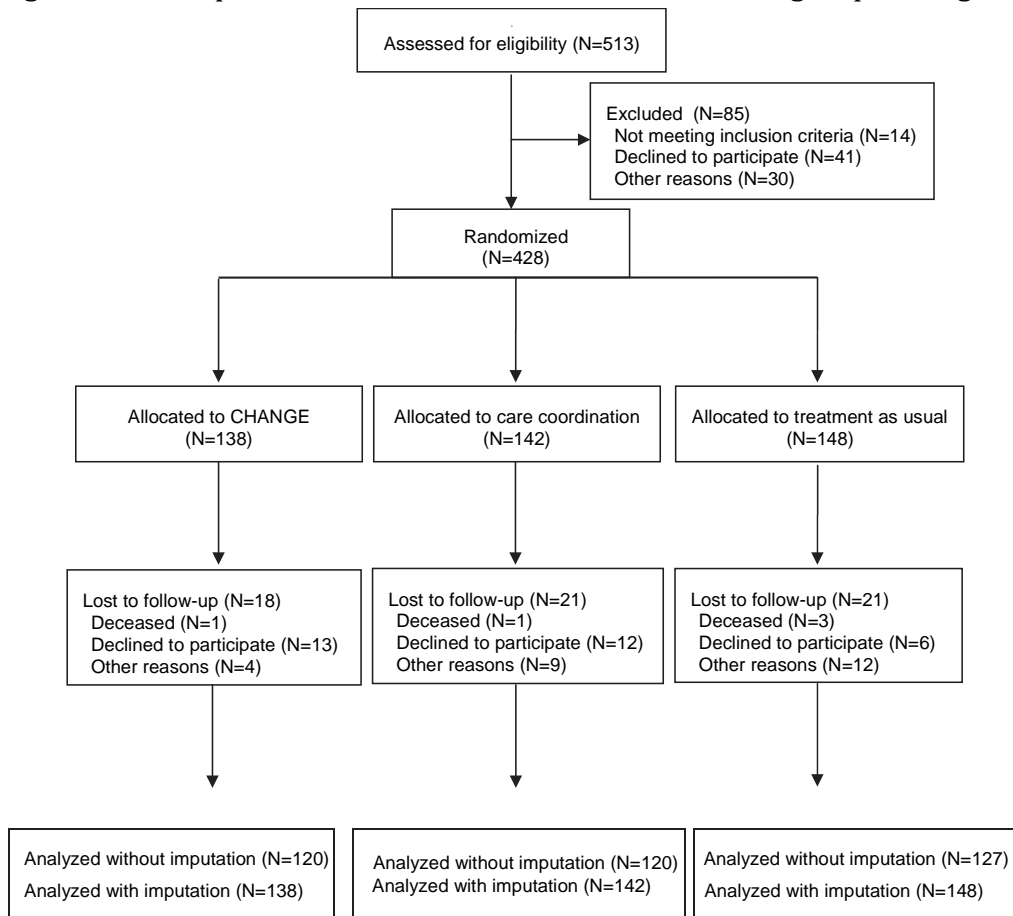 Assessed for eligibility (N=513)
Excluded (N=85)
Not meeting inclusion criteria (N=14)
Declined to participate (N=41)
Other reasons (N=30)
Randomized
(N=428)
Allocated to CHANGE
(N=138)
Allocated to care coordination
(N=142)
Allocated to treatment as usual
(N=148)
Lost to follow-up (N=18)
Deceased (N=1)
Declined to participate (N=13)
Other reasons (N=4)
Lost to follow-up (N=21)
Deceased (N=1)
Declined to participate (N=12)
Other reasons (N=9)
Lost to follow-up (N=21)
Deceased (N=3)
Declined to participate (N=6)
Other reasons (N=12)
Analyzed without imputation (N=120)
Analyzed with imputation (N=138)
Analyzed without imputation (N=120)
Analyzed with imputation (N=142)
Analyzed without imputation (N=127)
Analyzed with imputation (N=148)